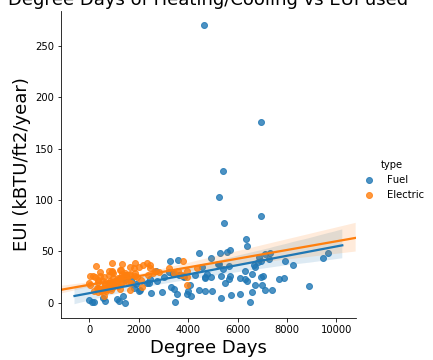 Degree Days of Heating/Cooling vs EUI used
EUI (kBTU/ft2/year)
250
200
150
100
50
0
0 2000 4000 6000 8000 10000
Degree Days
type
Fuel
Electric